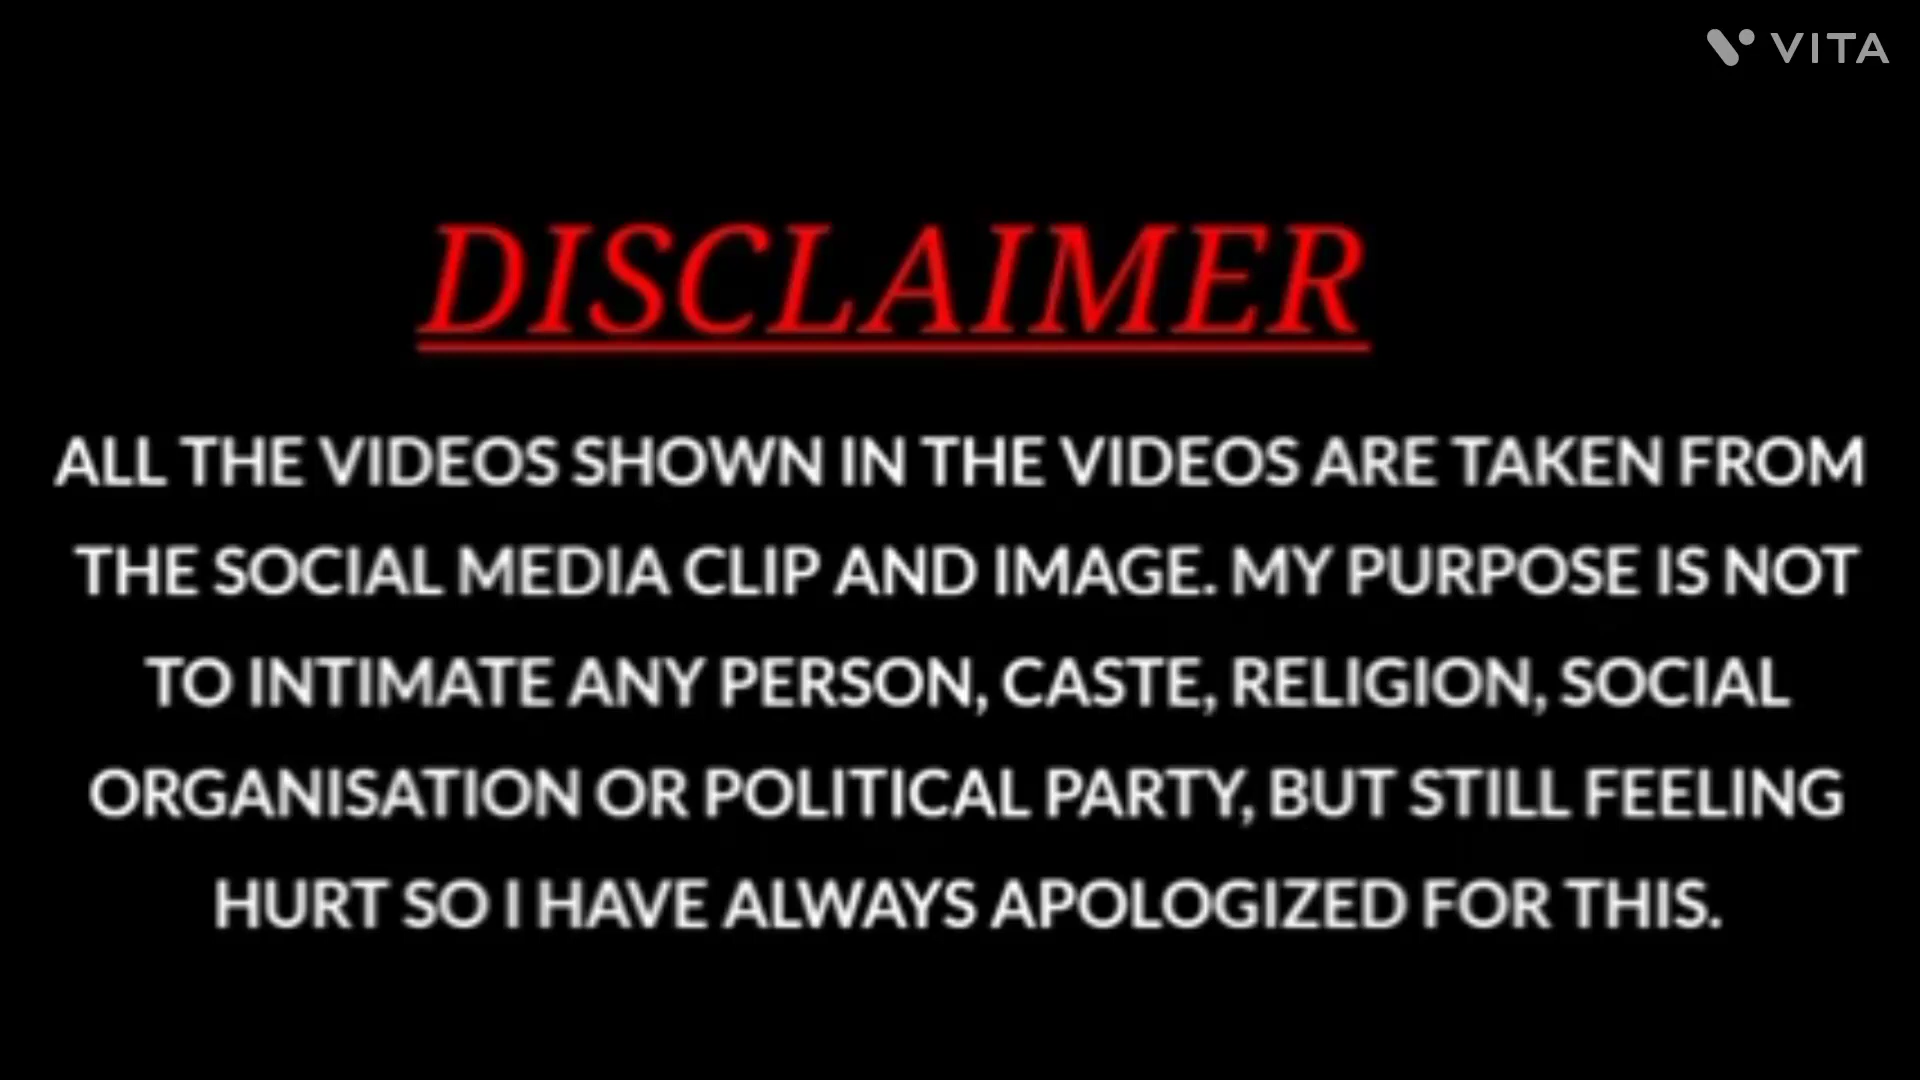 VITA
DISCLAIMER
ALL THE VIDEOS SHOWN IN THE VIDEOS ARE TAKEN FROM
THE SOCIAL MEDIA CLIP AND IMAGE. MY PURPOSE IS NOT
TO INTIMATE ANY PERSON, CASTE, RELIGION, SOCIAL
ORGANISATION OR POLITICAL PARTY, BUT STILL FEELING
HURT SO I HAVE ALWAYS APOLOGIZED FOR THIS.